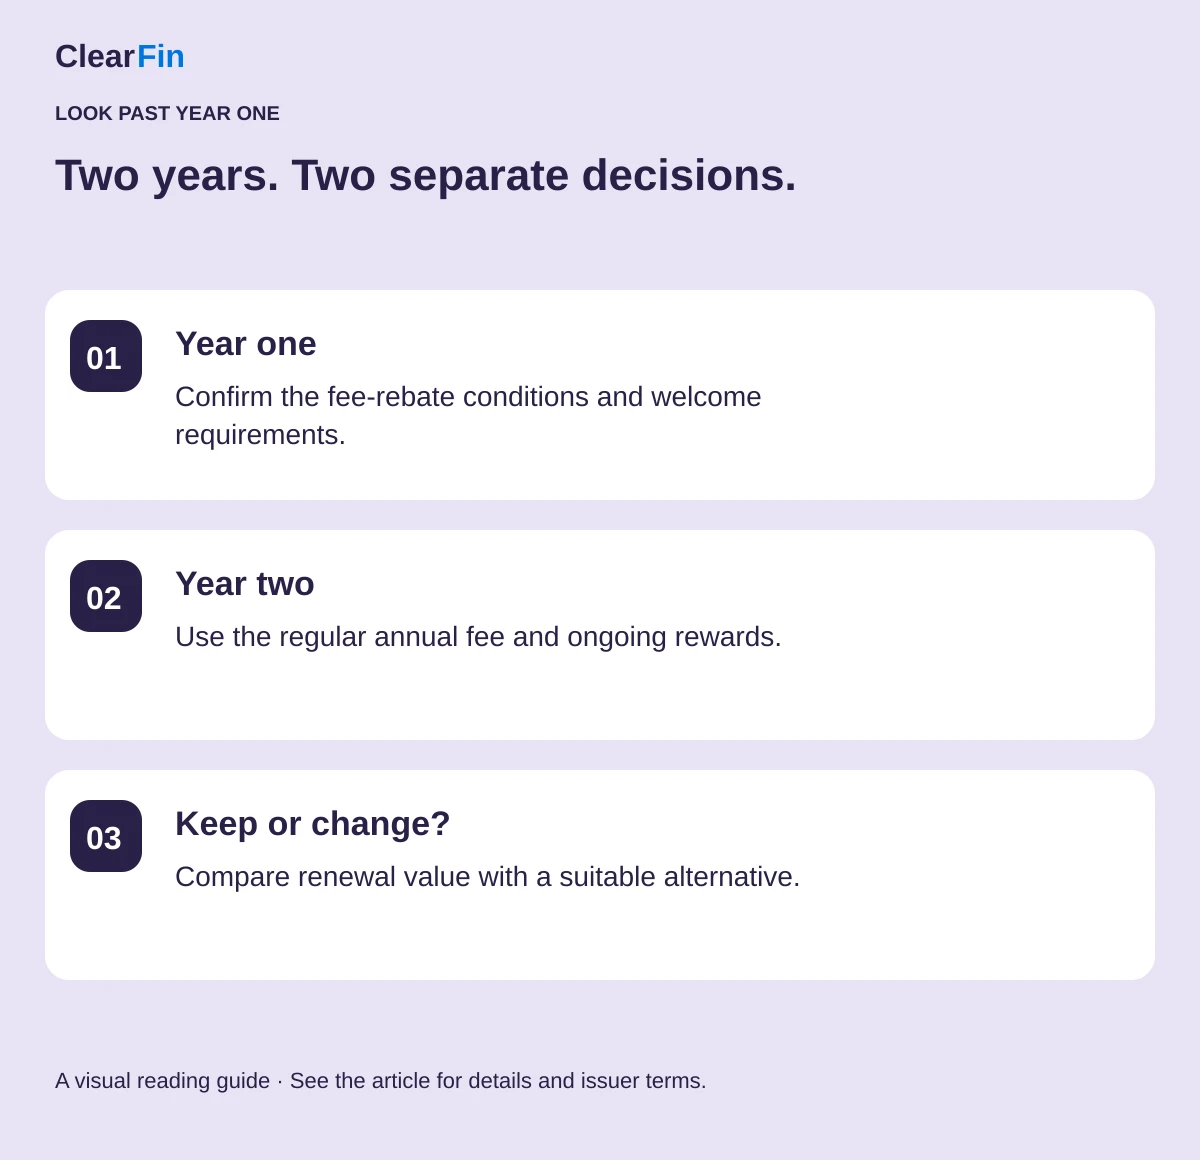 ClearFin
LOOK PAST YEAR ONE
Two years. Two separate decisions.
01
Year one
Confirm the fee-rebate conditions and welcome
requirements.
02
Year two
Use the regular annual fee and ongoing rewards.
03
Keep or change?
Compare renewal value with a suitable alternative.
A visual reading guide · See the article for details and issuer terms.